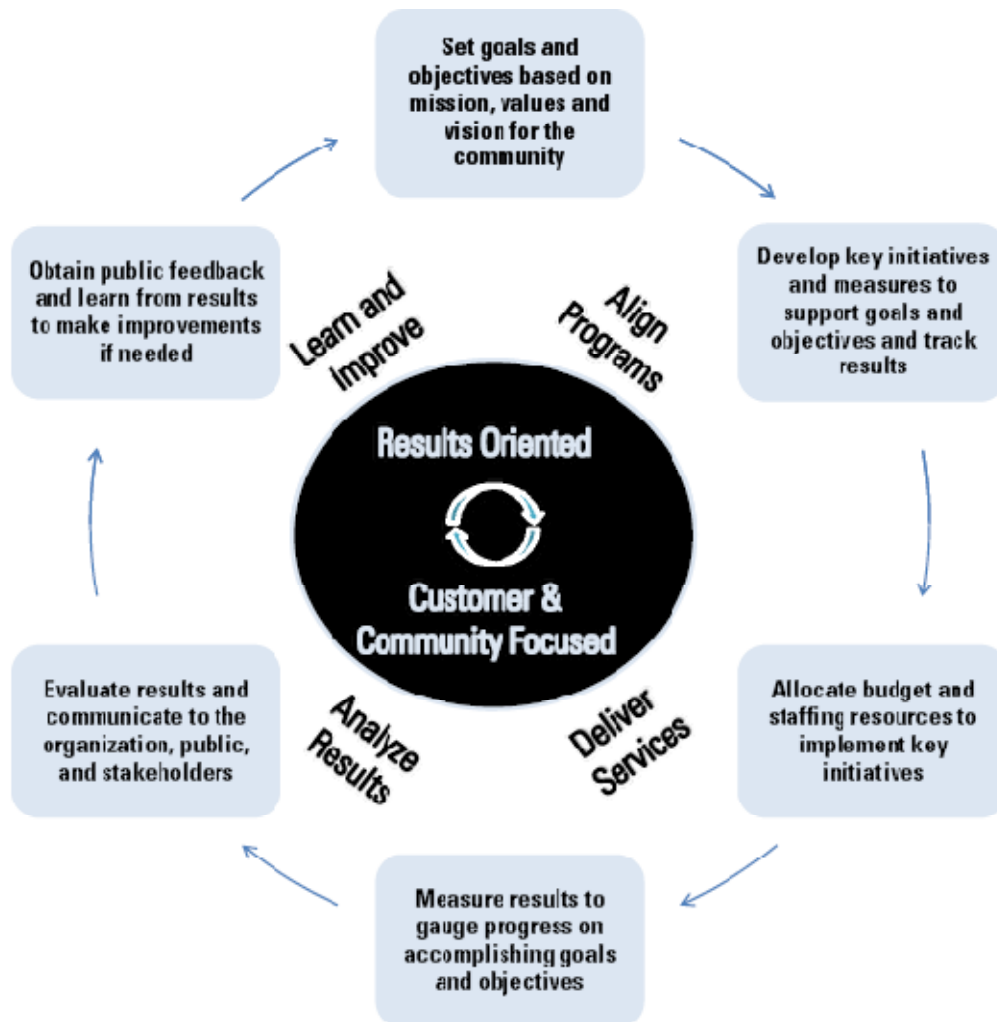 Set goals and
objectives based on
mission, values and
vision for the
community
Develop key initiatives
and measures to
support goals and
objectives and track
results
Allocate budget and
staffing resources to
implement key
initiatives
Measure results to
gauge progress on
accomplishing goals
and objectives
Evaluate results and
communicate to the
organization, public,
and stakeholders
Obtain public feedback
and learn from results
to make improvements
if needed
Learn and
Improve
Align
Programs
Results Oriented
Customer &
Community Focused
Analyze
Results
Deliver
Services